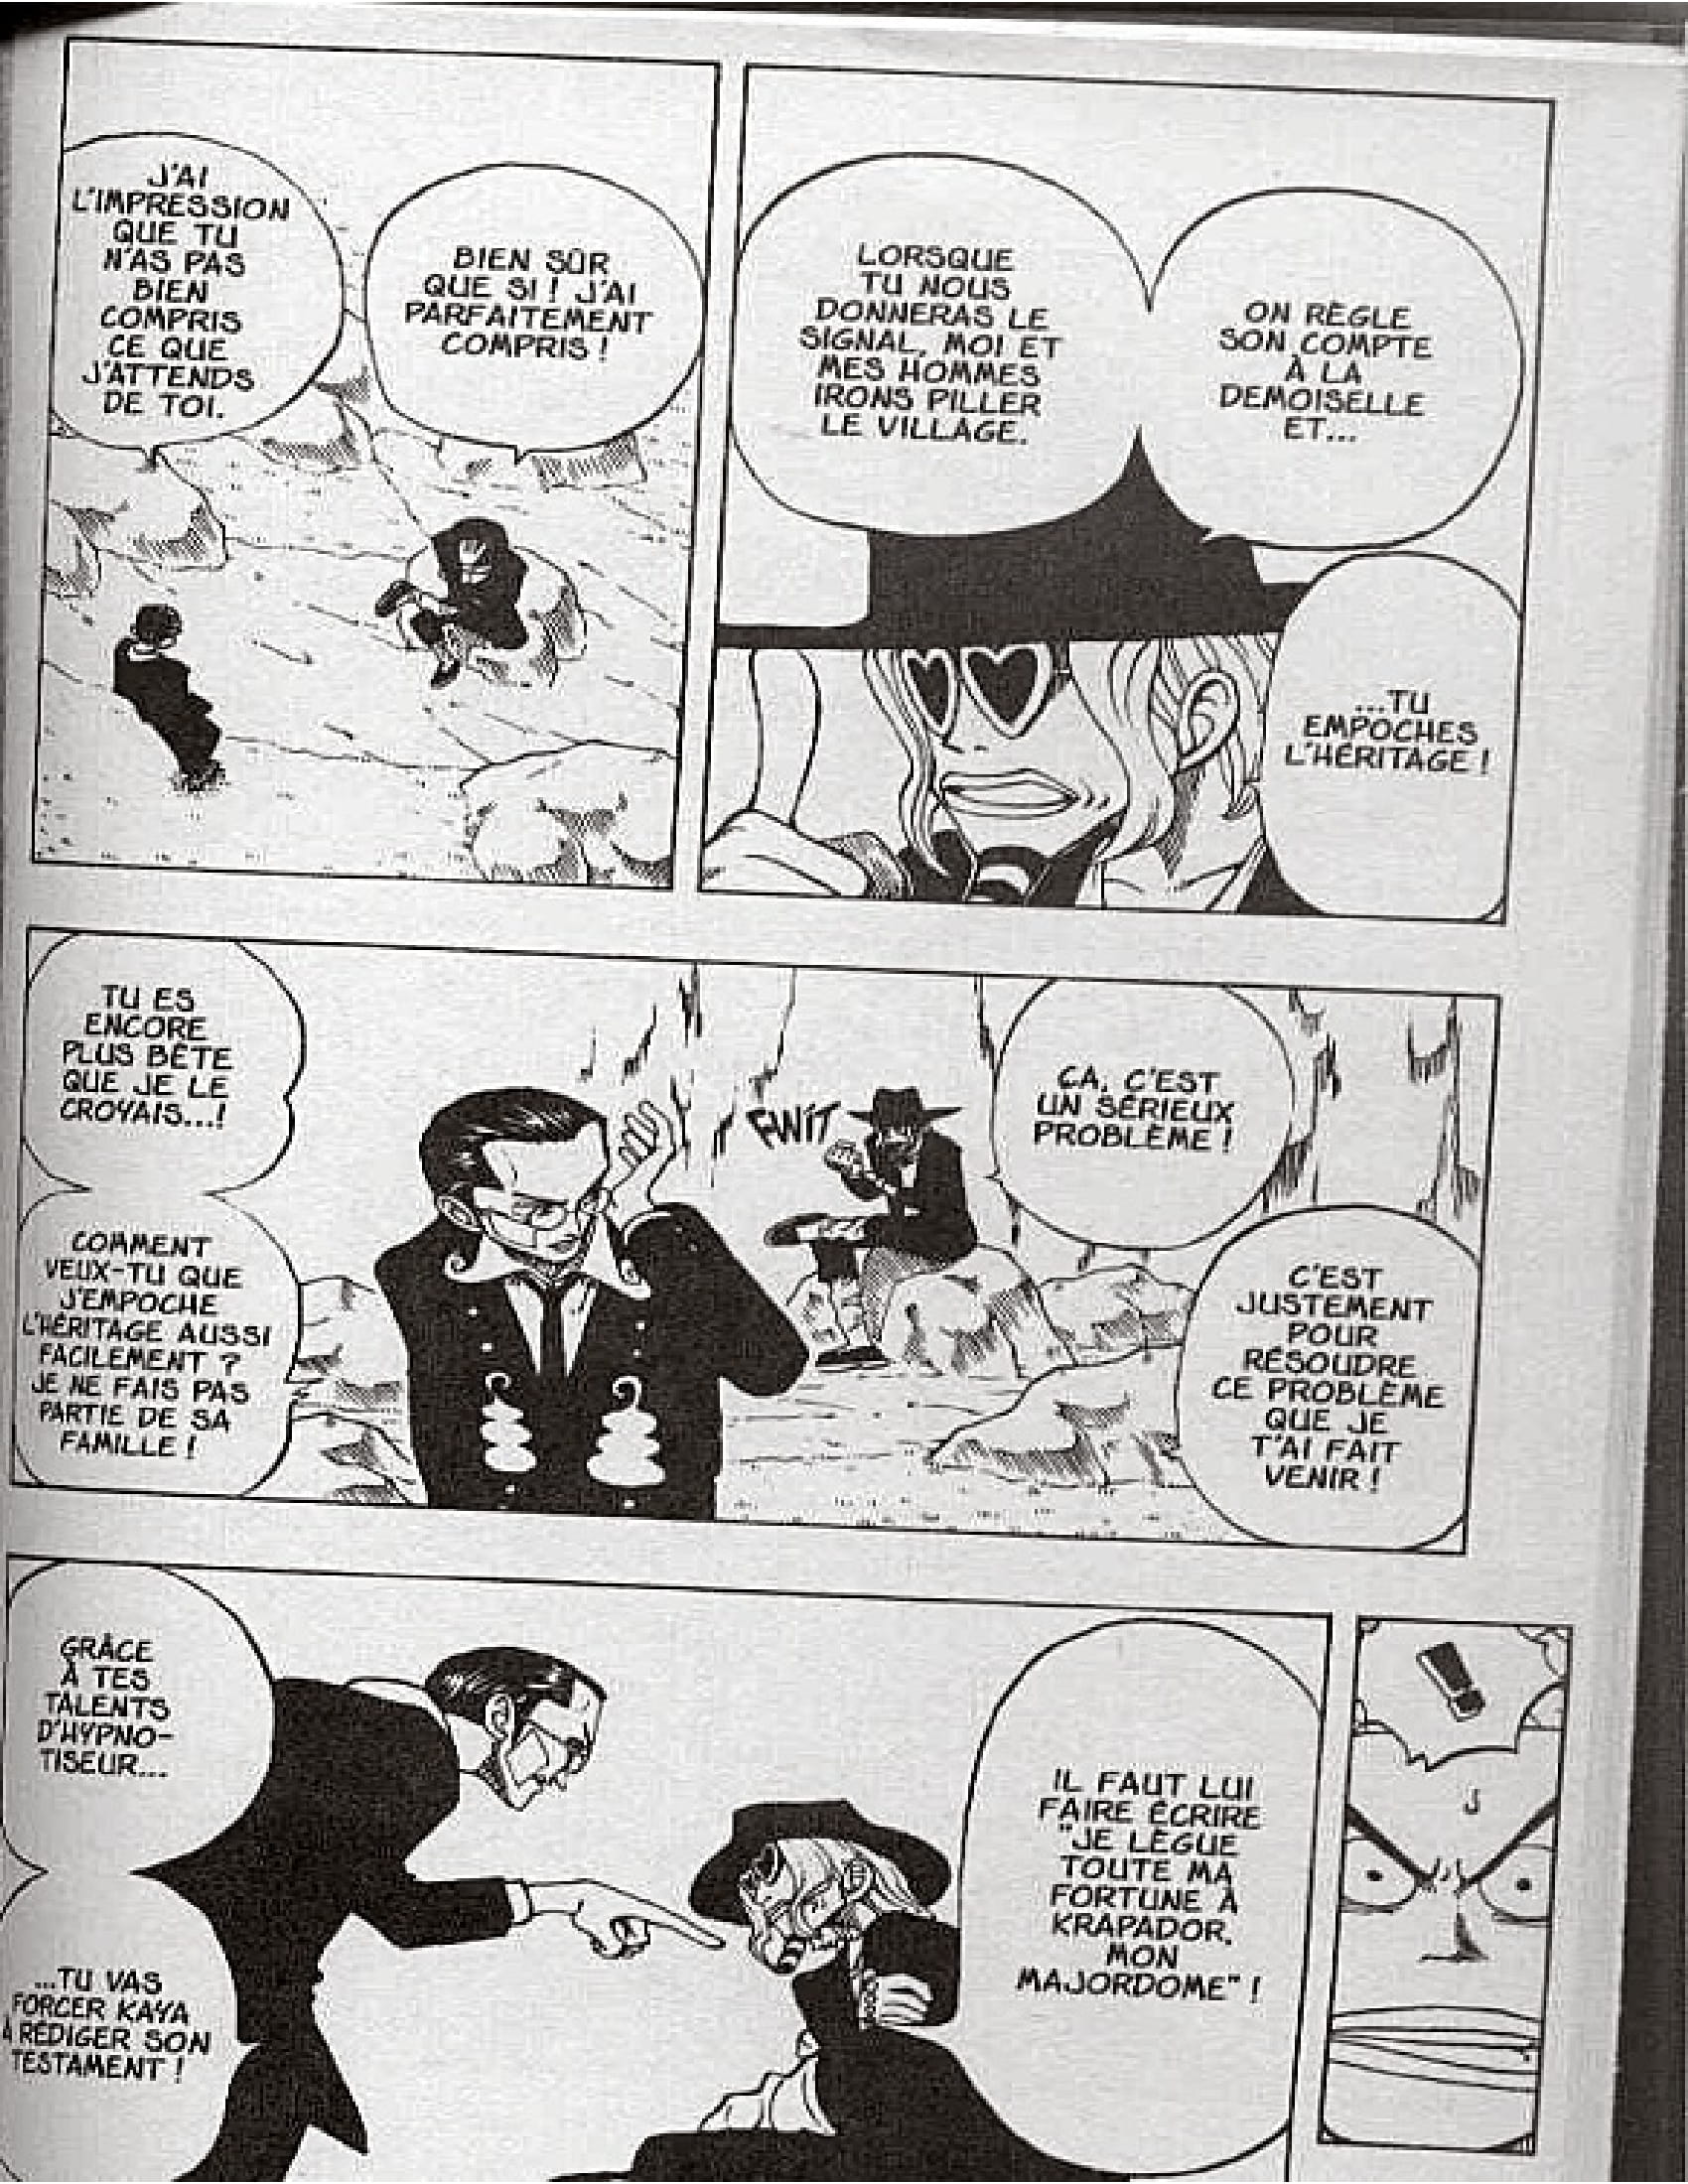 J'AI
L'IMPRESSION
QUE TU
N'AS PAS
BIEN
COMPRIS
CE QUE
J'ATTENDS
DE TOI.
BIEN SÛR
QUE SI ! J'AI
PARFAITEMENT
COMPRIS !
LORSQUE
TU NOUS
DONNERAS LE
SIGNAL, MOI ET
MES HOMMES
IRONS PILLER
LE VILLAGE.
ON RÈGLE
SON COMPTE
À LA
DEMOISELLE
ET...
...TU
EMPOCHES
L'HÉRITAGE !
TU ES
ENCORE
PLUS BÊTE
QUE JE LE
CROYAIS...!
COMMENT
VEUX-TU QUE
J'EMPOCHE
L'HÉRITAGE AUSSI
FACILEMENT ?
JE NE FAIS PAS
PARTIE DE SA
FAMILLE !
FWIT
ÇA, C'EST
UN SÉRIEUX
PROBLÈME !
C'EST
JUSTEMENT
POUR
RÉSOUDRE
CE PROBLÈME
QUE JE
T'AI FAIT
VENIR !
GRÂCE
À TES
TALENTS
D'HYPNO-
TISEUR...
...TU VAS
FORCER KAYA
À RÉDIGER SON
TESTAMENT !
IL FAUT LUI
FAIRE ÉCRIRE
"JE LÈGUE
TOUTE MA
FORTUNE À
KRAPADOR,
MON
MAJORDOME" !
!